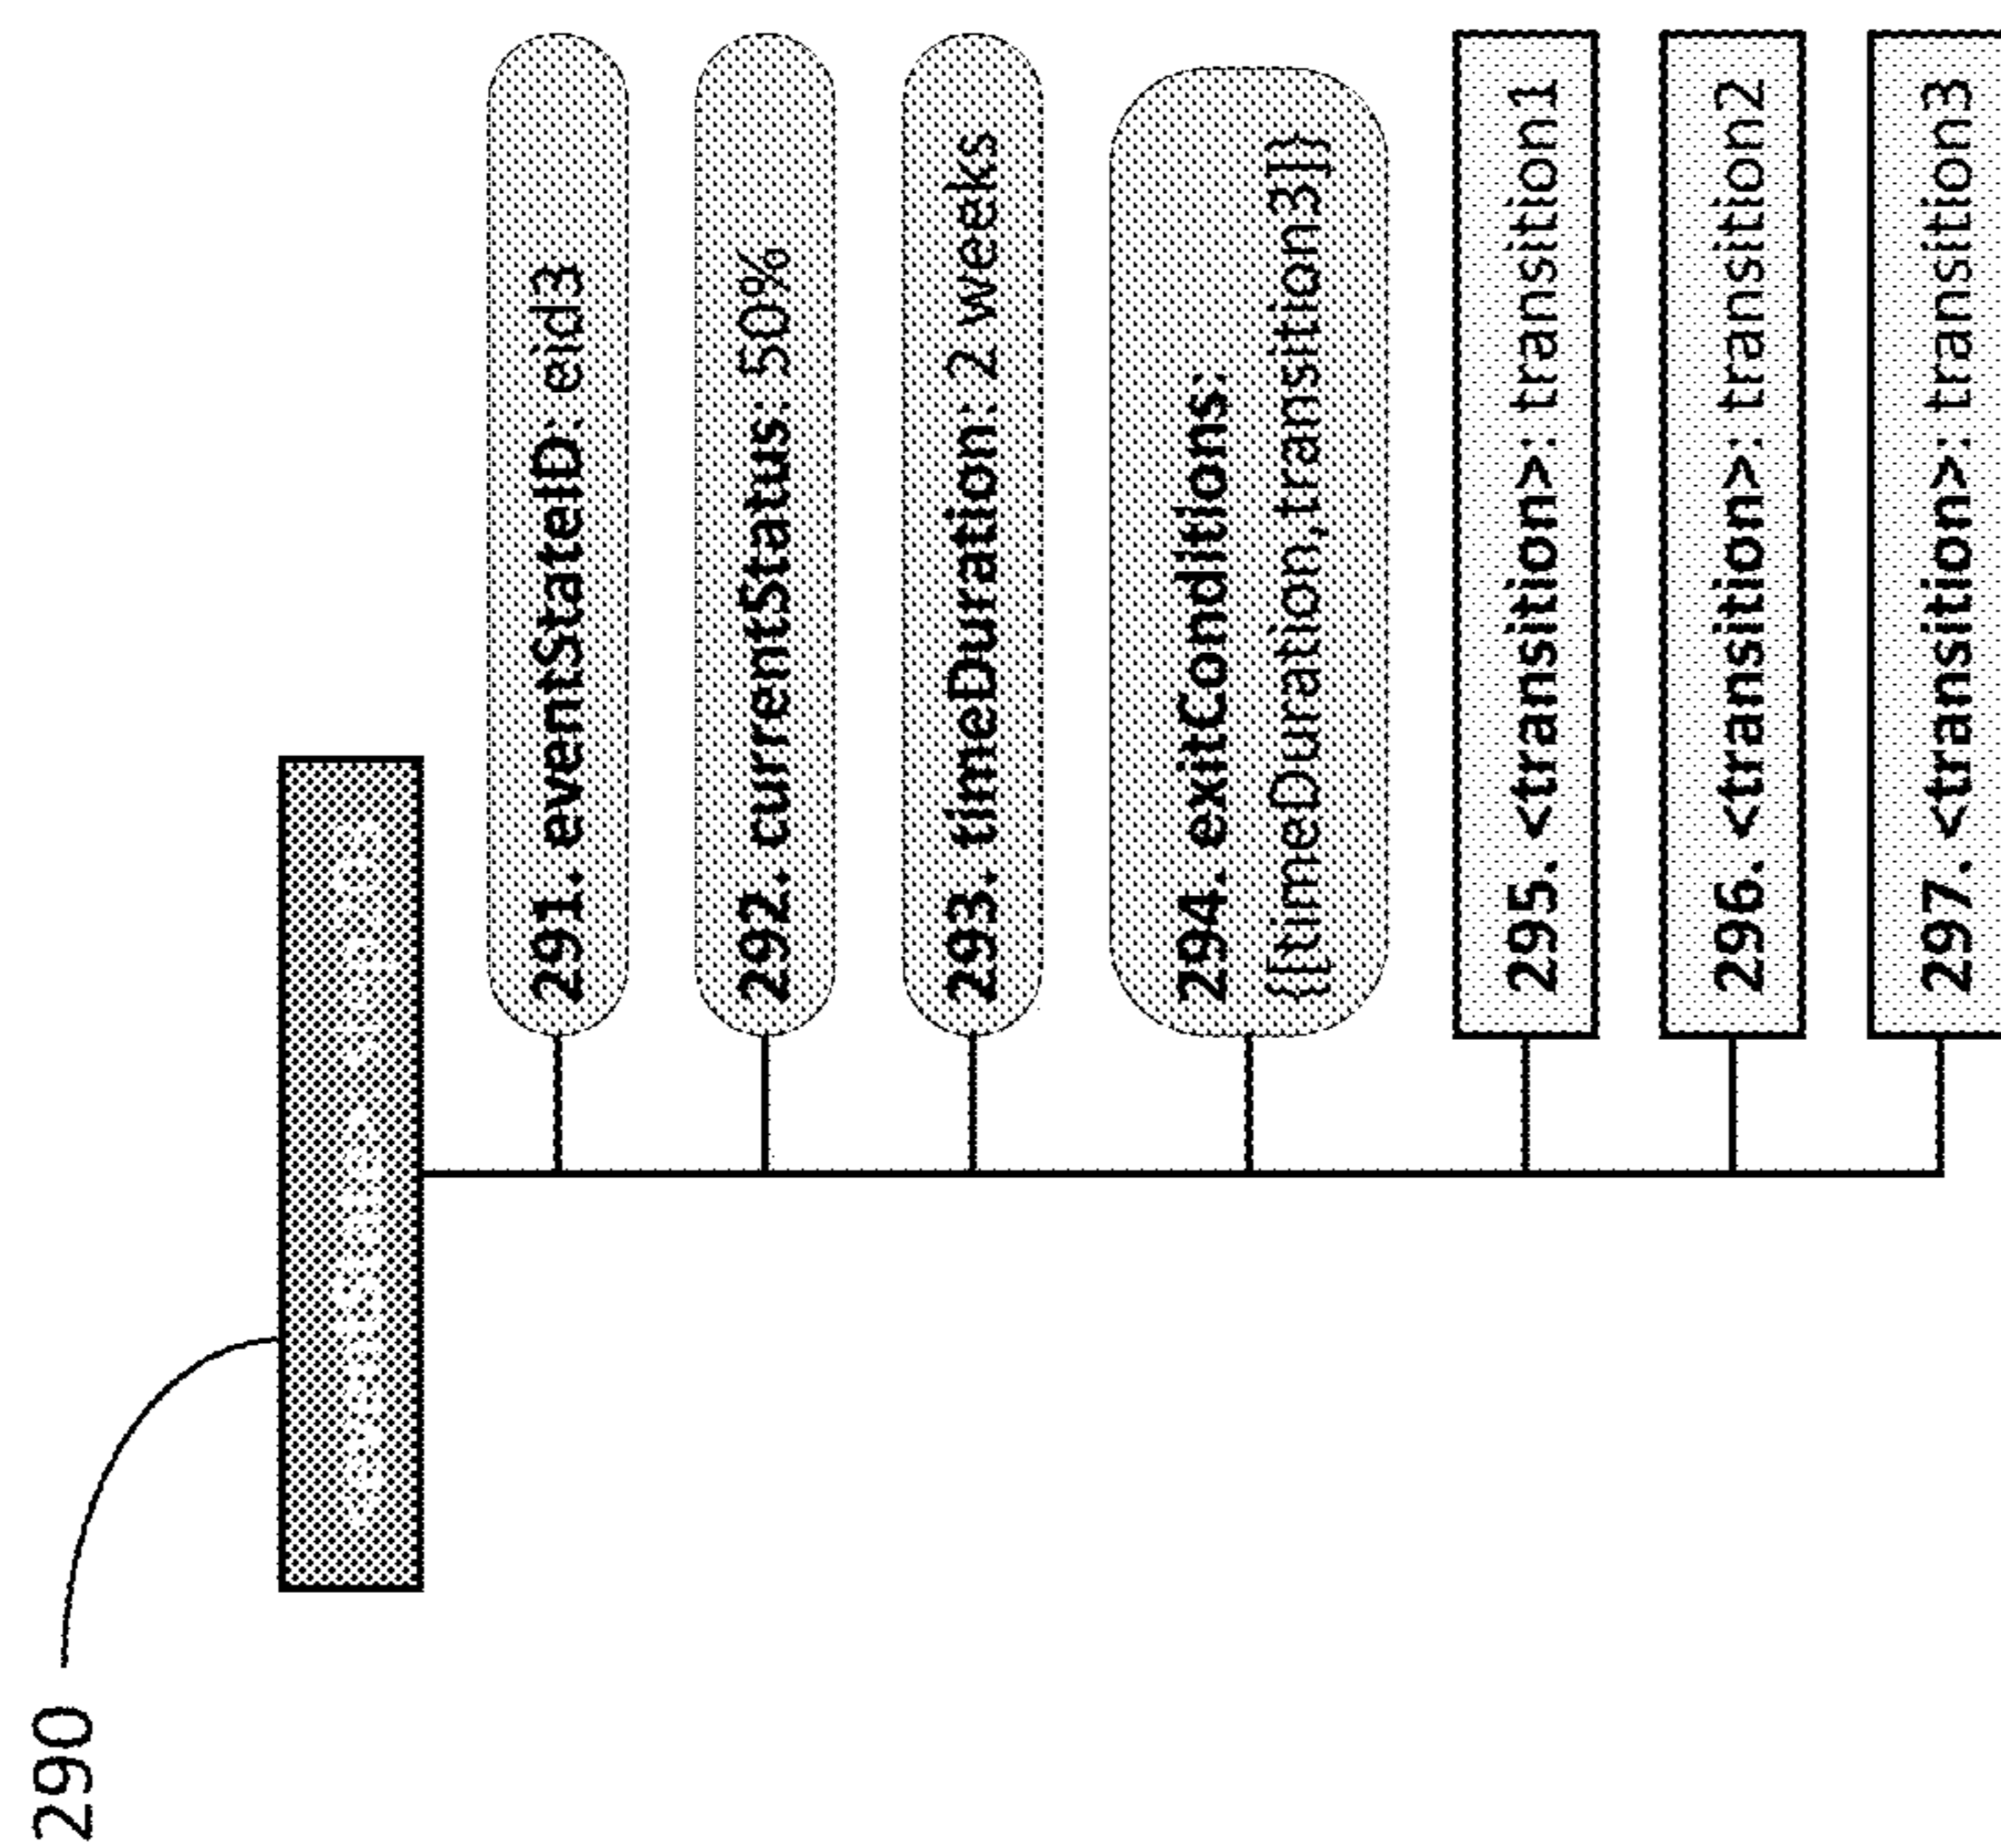 290
<eventState>
291. eventStateID: eid3
292. currentStatus: 50%
293. timeDuration: 2 weeks
294. exitConditions:
{[timeDuration,transition3]}
295. <transition>: transition1
296. <transition>: transition2
297. <transition>: transition3